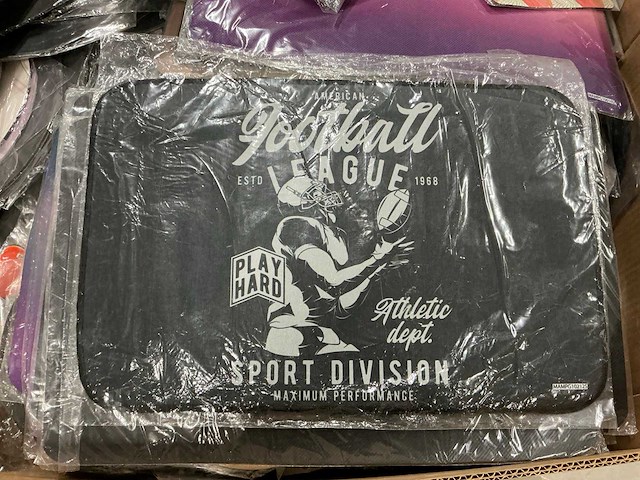 AMERICAN
Football
LEAGUE
ESTD 1968
PLAY
HARD
Athletic
dept.
SPORT DIVISION
MAXIMUM PERFORMANCE